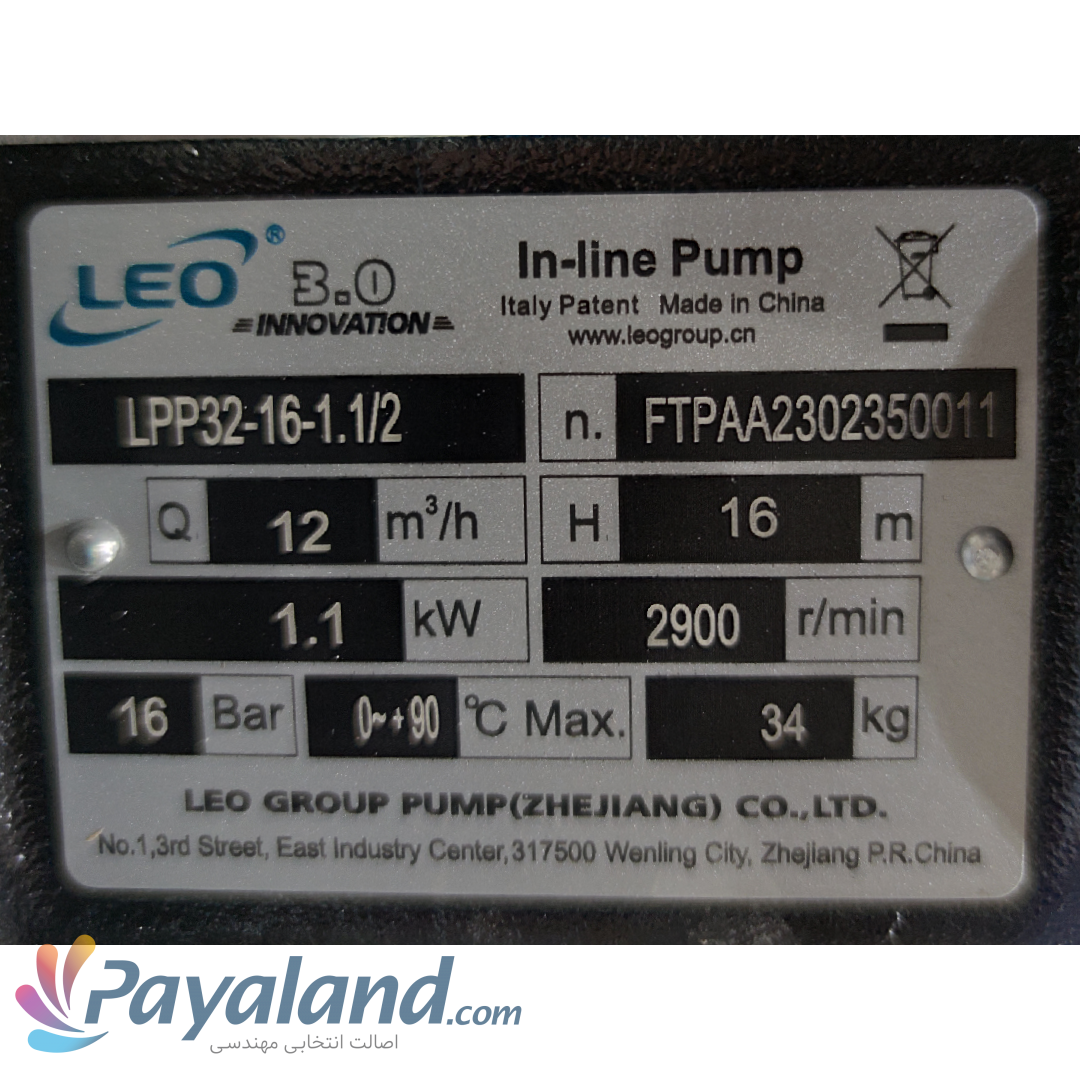 LEO®
3.0
INNOVATION
In-line Pump
Italy Patent Made in China
www.leogroup.cn
LPP32-16-1.1/2 n. FTPAA2302350011
Q 12 m³/h H 16 m
1.1 kW 2900 r/min
16 Bar 0~+90 °C Max. 34 kg
LEO GROUP PUMP(ZHEJIANG) CO.,LTD.
No.1,3rd Street, East Industry Center,317500 Wenling City, Zhejiang P.R.China
Payaland.com
اصالت انتخابی مهندسی